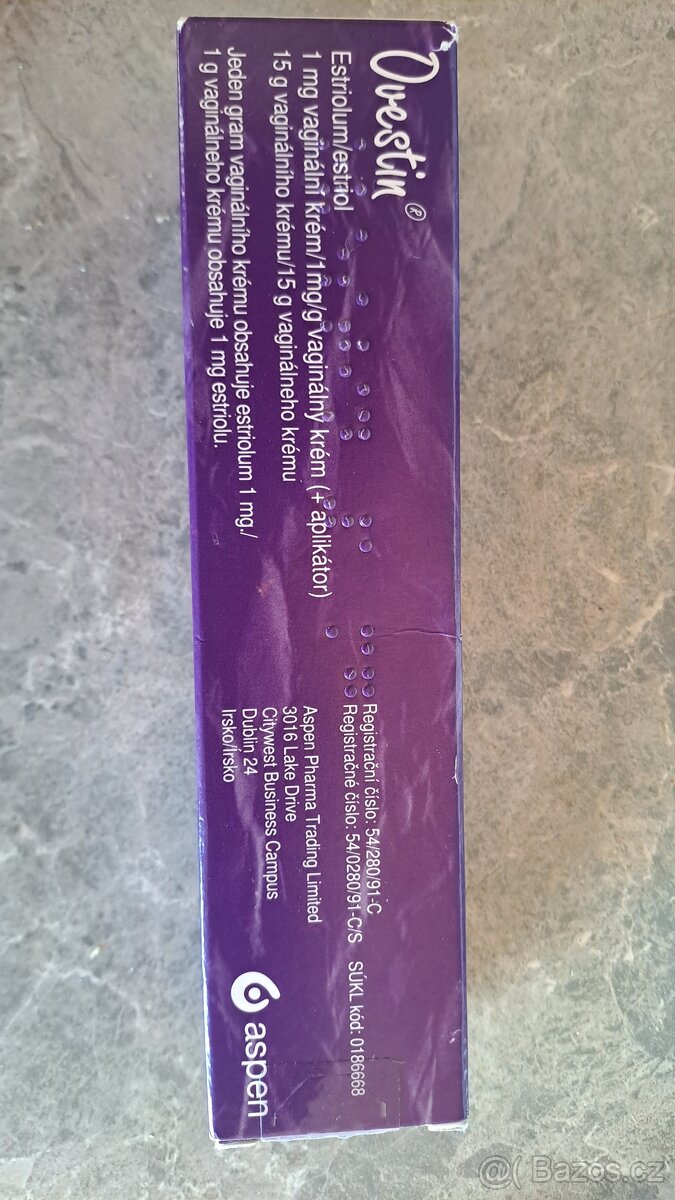 Ovestin®
Estriolum/estriol
1 mg vaginální krém/1mg/g vaginálny krém (+ aplikátor)
15 g vaginálního krému/15 g vaginálneho krému
Jeden gram vaginálního krému obsahuje estriolum 1 mg./
1 g vaginálneho krému obsahuje 1 mg estriolu.
Registrační číslo: 54/280/91-C
Registračné číslo: 54/0280/91-C/S SÚKL kód: 0186668
Aspen Pharma Trading Limited
3016 Lake Drive
Citywest Business Campus
Dublin 24
Irsko/Írsko
aspen
@( Bazos.cz